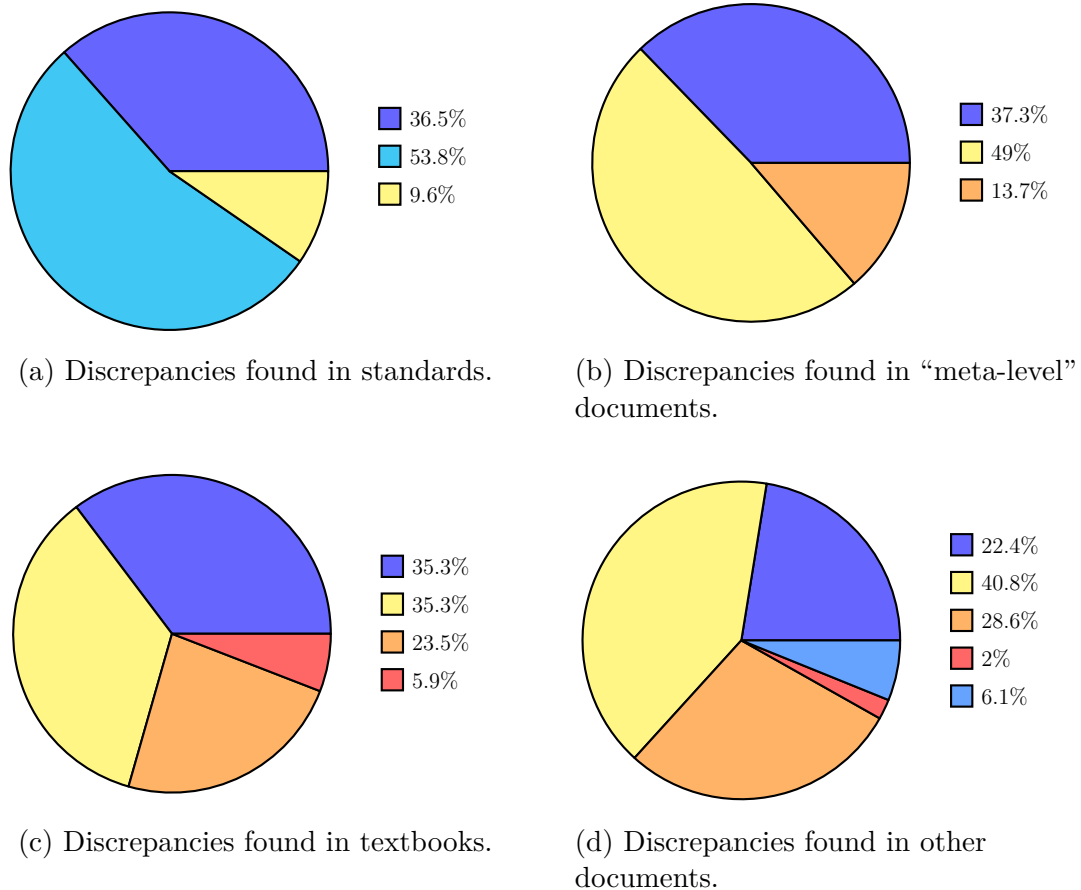 36.5%
53.8%
9.6%
37.3%
49%
13.7%
(a) Discrepancies found in standards.
(b) Discrepancies found in “meta-level”
documents.
35.3%
35.3%
23.5%
5.9%
22.4%
40.8%
28.6%
2%
6.1%
(c) Discrepancies found in textbooks.
(d) Discrepancies found in other
documents.